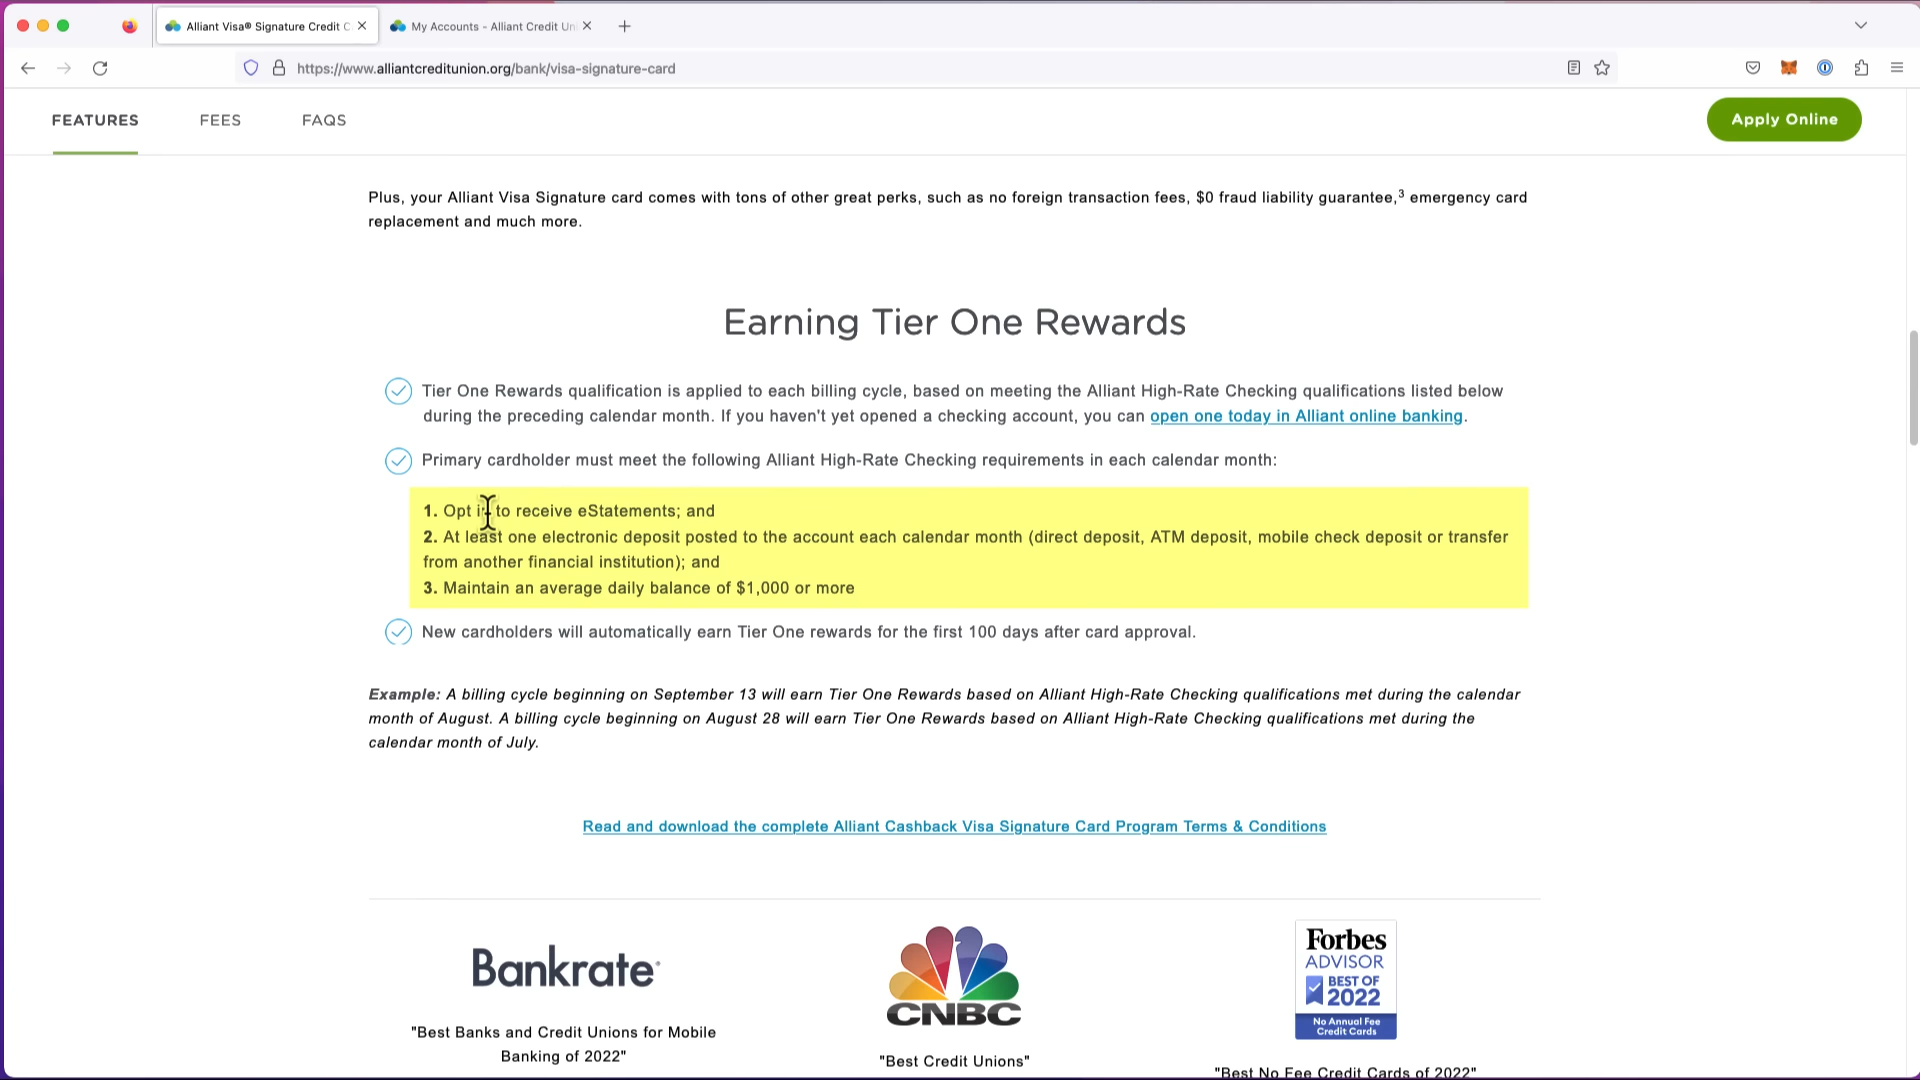 Alliant Visa® Signature Credit C
My Accounts - Alliant Credit Un
https://www.alliantcreditunion.org/bank/visa-signature-card
FEATURES
FEES
FAQS
Apply Online
Plus, your Alliant Visa Signature card comes with tons of other great perks, such as no foreign transaction fees, $0 fraud liability guarantee,3 emergency card
replacement and much more.
Earning Tier One Rewards
Tier One Rewards qualification is applied to each billing cycle, based on meeting the Alliant High-Rate Checking qualifications listed below
during the preceding calendar month. If you haven't yet opened a checking account, you can open one today in Alliant online banking.
Primary cardholder must meet the following Alliant High-Rate Checking requirements in each calendar month:
1. Opt in to receive eStatements; and
2. At least one electronic deposit posted to the account each calendar month (direct deposit, ATM deposit, mobile check deposit or transfer
from another financial institution); and
3. Maintain an average daily balance of $1,000 or more
New cardholders will automatically earn Tier One rewards for the first 100 days after card approval.
Example: A billing cycle beginning on September 13 will earn Tier One Rewards based on Alliant High-Rate Checking qualifications met during the calendar
month of August. A billing cycle beginning on August 28 will earn Tier One Rewards based on Alliant High-Rate Checking qualifications met during the
calendar month of July.
Read and download the complete Alliant Cashback Visa Signature Card Program Terms & Conditions
Bankrate
"Best Banks and Credit Unions for Mobile
Banking of 2022"
CNBC
"Best Credit Unions"
Forbes
ADVISOR
BEST OF
2022
No Annual Fee
Credit Cards
"Best No Fee Credit Cards of 2022"